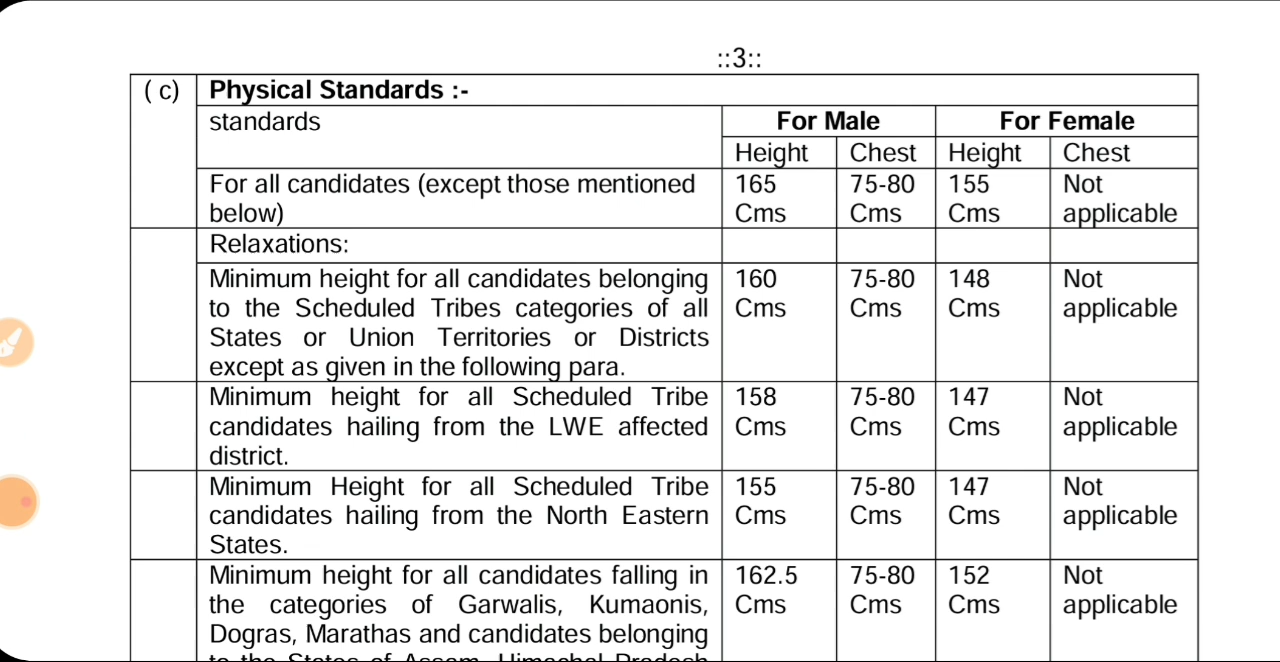 ::3::
( c) Physical Standards :-
standards For Male For Female
Height Chest Height Chest
For all candidates (except those mentioned below) 165 Cms 75-80 Cms 155 Cms Not applicable
Relaxations:
Minimum height for all candidates belonging 160 75-80 148 Not
to the Scheduled Tribes categories of all Cms Cms Cms applicable
States or Union Territories or Districts
except as given in the following para.
Minimum height for all Scheduled Tribe 158 75-80 147 Not
candidates hailing from the LWE affected Cms Cms Cms applicable
district.
Minimum Height for all Scheduled Tribe 155 75-80 147 Not
candidates hailing from the North Eastern Cms Cms Cms applicable
States.
Minimum height for all candidates falling in 162.5 75-80 152 Not
the categories of Garwalis, Kumaonis, Cms Cms Cms applicable
Dogras, Marathas and candidates belonging
to the States of Assam, Himachal Pradesh